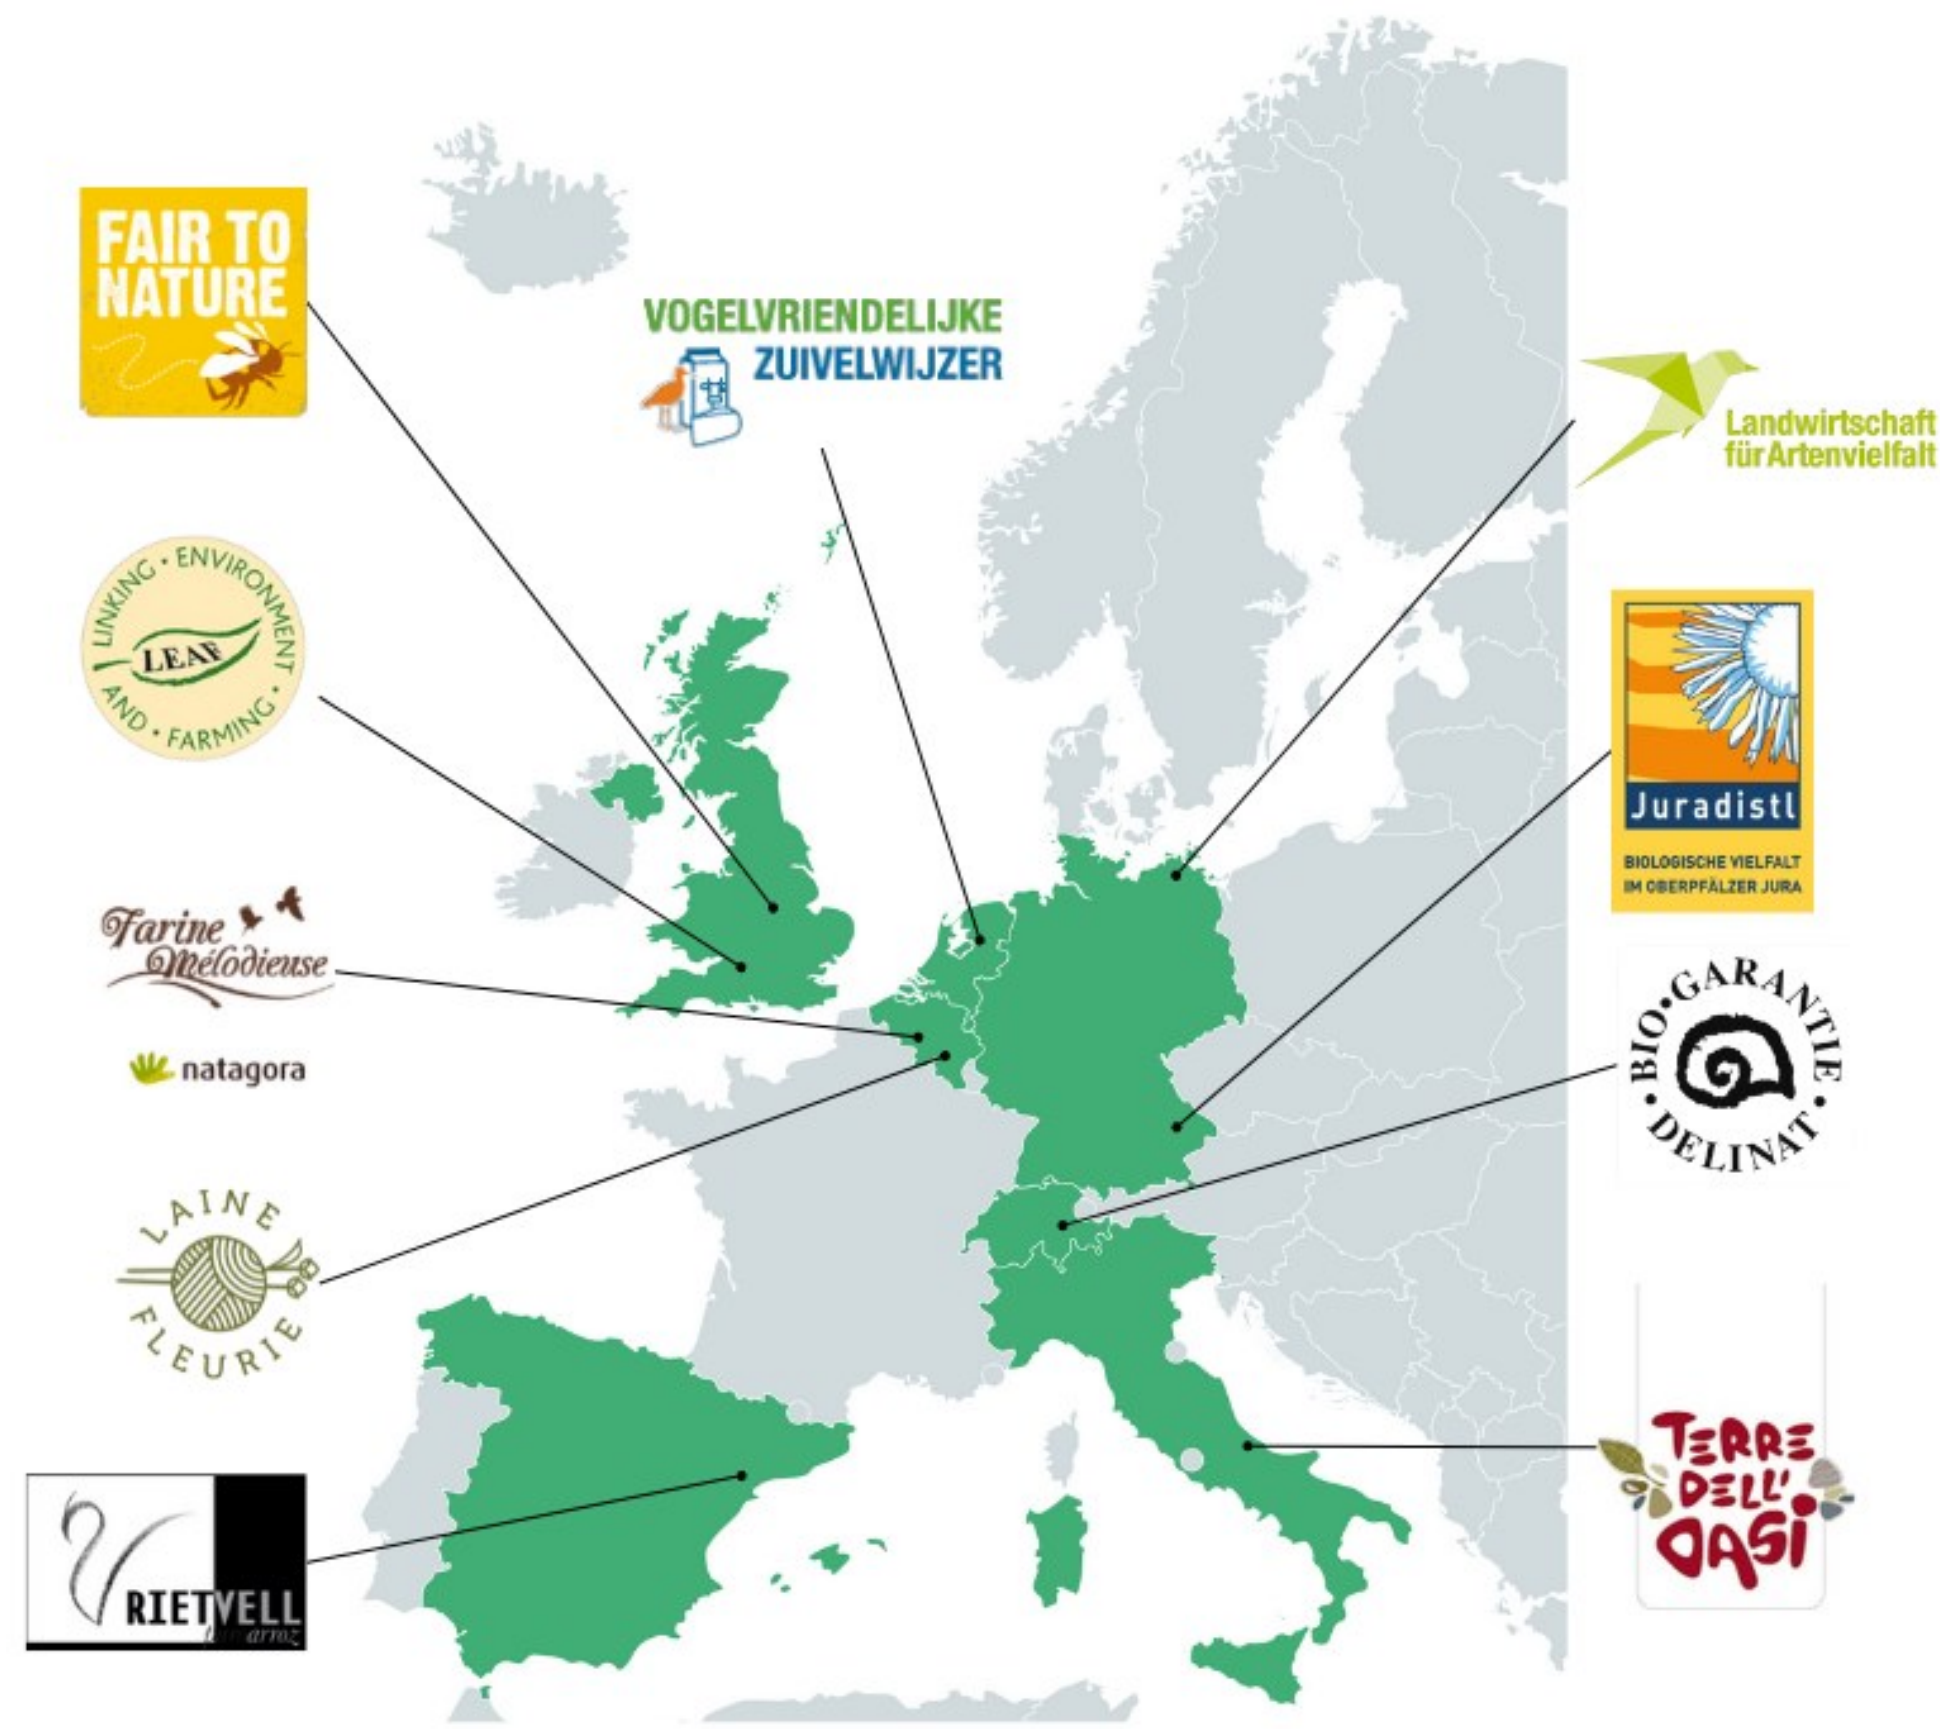 FAIR TO
NATURE
VOGELVRIENDELIJKE
ZUIVELWIJZER
Landwirtschaft
für Artenvielfalt
LINKING • ENVIRONMENT
LEAF
AND • FARMING •
Juradistl
BIOLOGISCHE VIELFALT
IM OBERPFÄLZER JURA
Farine
Mélodieuse
natagora
BIO • GARANTIE
• DELINAT •
LAINE
FLEURIE
TERRE
DELL'
OASI
RIETVELL
arroz